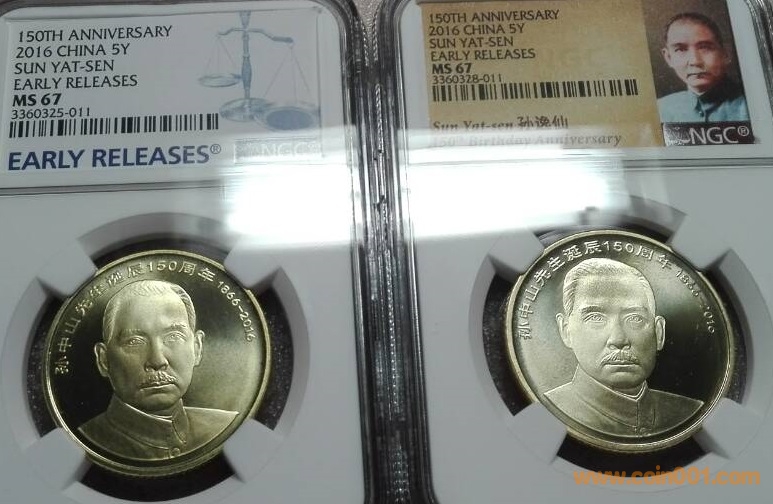 150TH ANNIVERSARY
2016 CHINA 5Y
SUN YAT-SEN
EARLY RELEASES
MS 67
3360325-011
EARLY RELEASES®
NGC®
150TH ANNIVERSARY
2016 CHINA 5Y
SUN YAT-SEN
EARLY RELEASES
MS 67
3360328-011
Sun Yat-sen 孙逸仙
150th Birthday Anniversary
NGC®
孙中山先生诞辰150周年 1866-2016
孙中山先生诞辰150周年 1866-2016
www.coin001.com